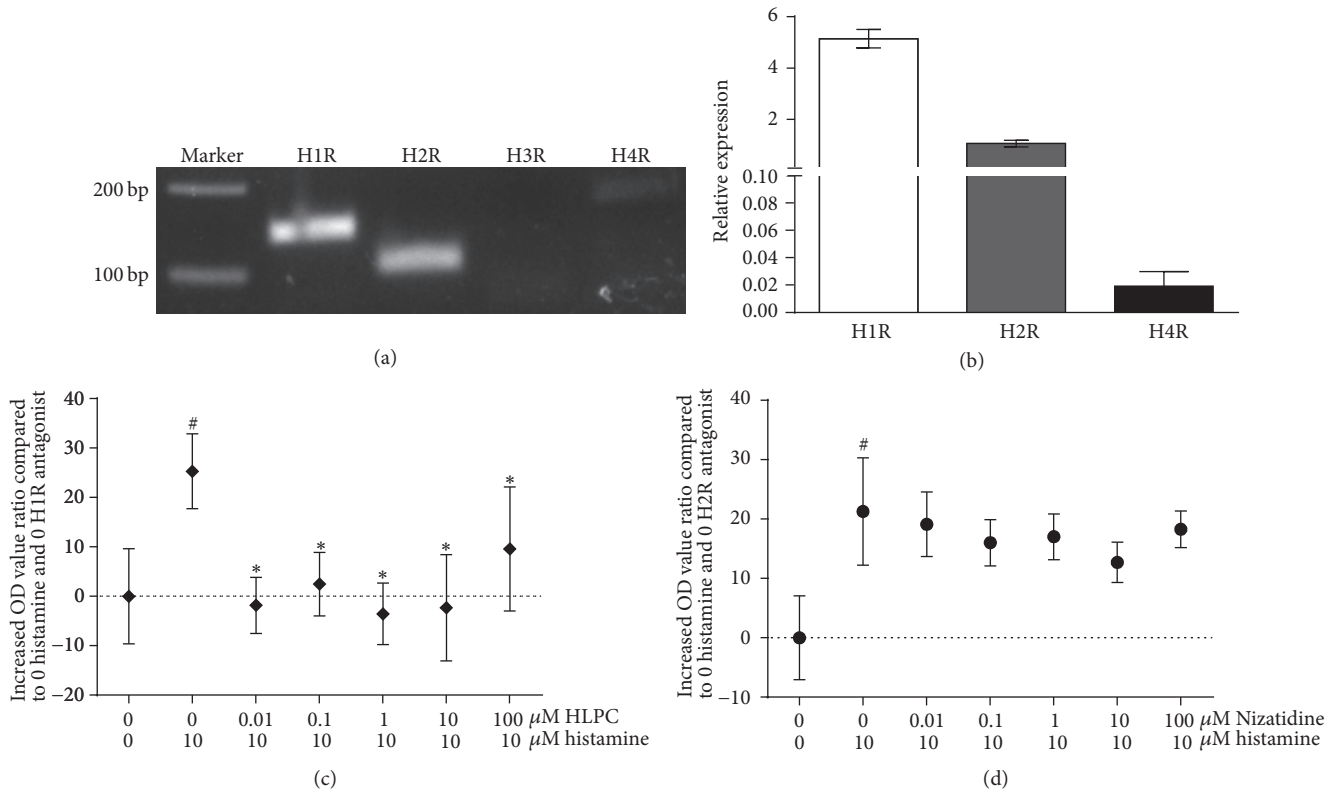 Marker H1R H2R H3R H4R
200 bp
100 bp
(a)
Relative expression
6
4
2
0.10
0.08
0.06
0.04
0.02
0.00
H1R H2R H4R
(b)
Increased OD value ratio compared
to 0 histamine and 0 H1R antagonist
40
30
20
10
0
−10
−20
#
*
*
*
*
*
0 0 0.01 0.1 1 10 100 μM HLPC
0 10 10 10 10 10 10 μM histamine
(c)
Increased OD value ratio compared
to 0 histamine and 0 H2R antagonist
40
30
20
10
0
−10
#
0 0 0.01 0.1 1 10 100 μM Nizatidine
0 10 10 10 10 10 10 μM histamine
(d)